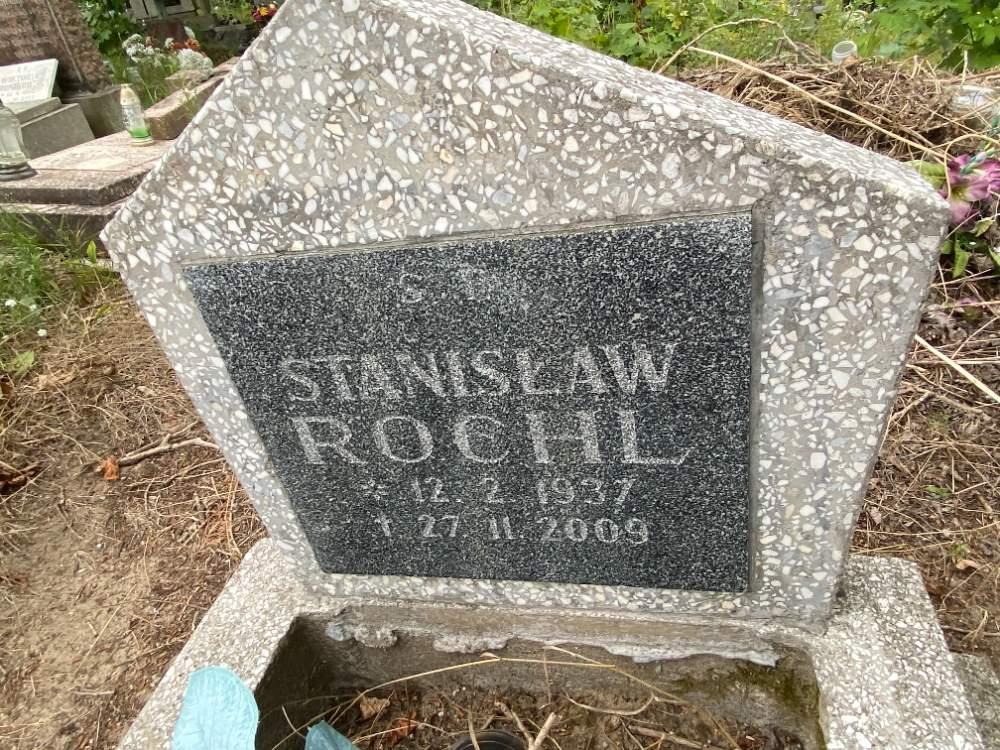 Ś. P.
STANISŁAW
ROCHL
* 12. 2. 1937
† 27. 11. 2009